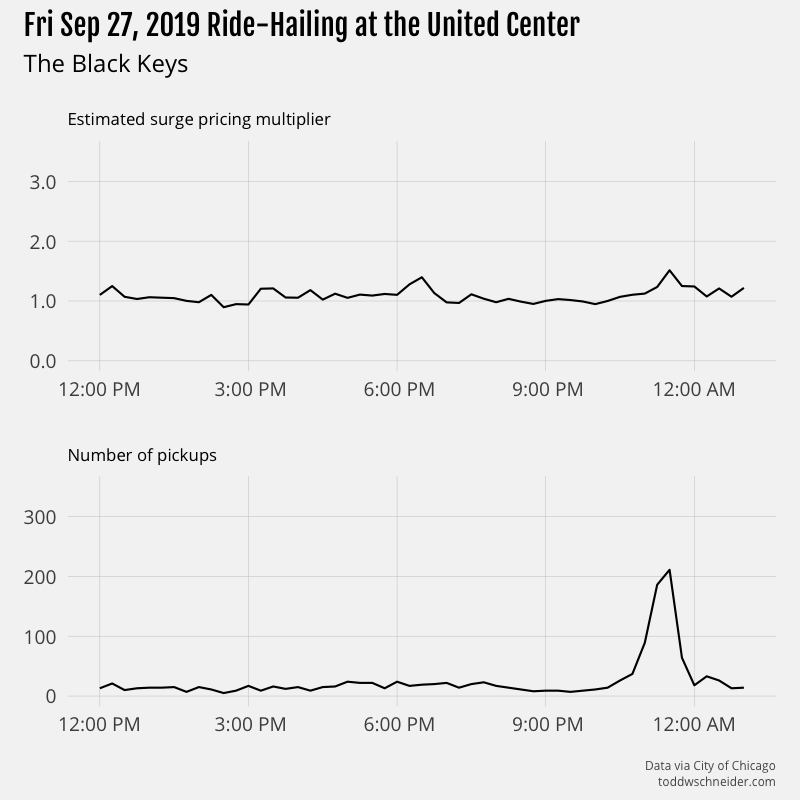 Fri Sep 27, 2019 Ride-Hailing at the United Center
The Black Keys
Estimated surge pricing multiplier
3.0
2.0
1.0
0.0
12:00 PM 3:00 PM 6:00 PM 9:00 PM 12:00 AM
Number of pickups
300
200
100
0
12:00 PM 3:00 PM 6:00 PM 9:00 PM 12:00 AM
Data via City of Chicago
toddwschneider.com